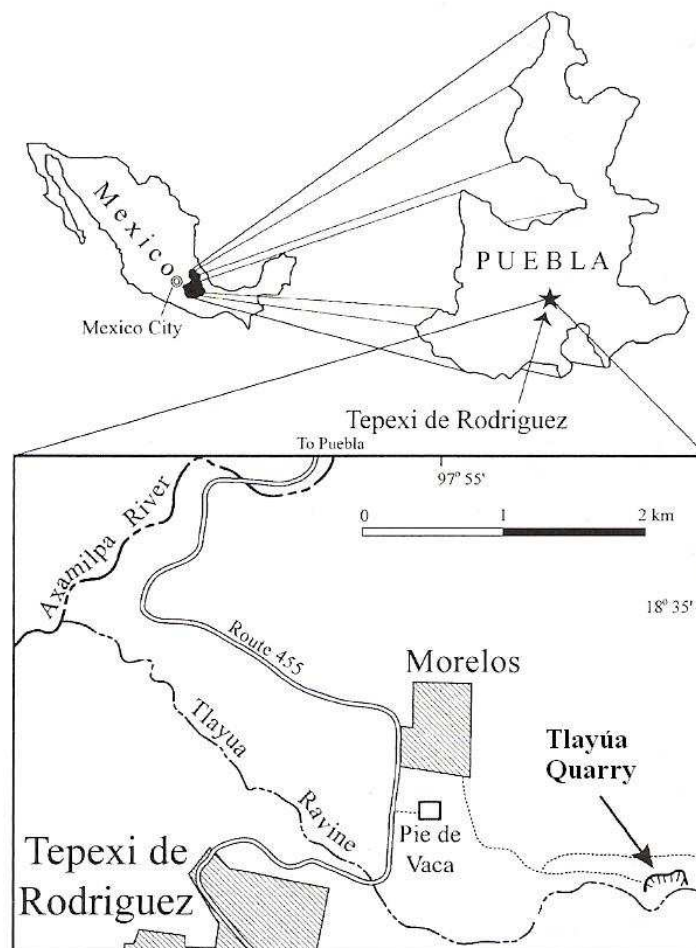 Mexico
Mexico City
PUEBLA
Tepexi de Rodriguez
To Puebla
97° 55'
0 1 2 km
Axamilpa River
18° 35'
Route 455
Morelos
Tlayua Ravine
Tlayúa
Quarry
Pie de
Vaca
Tepexi de
Rodriguez